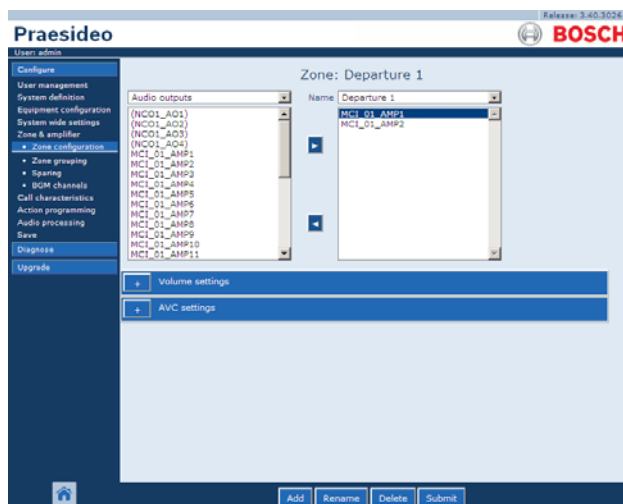 Release: 3.40.3026
Praesideo
BOSCH
User: admin
Configure
User management
System definition
Equipment configuration
System wide settings
Zone & amplifier
• Zone configuration
• Zone grouping
• Sparing
• BGM channels
Call characteristics
Action programming
Audio processing
Save
Diagnose
Upgrade
Zone: Departure 1
Audio outputs
(NCO1_AO1)
(NCO1_AO2)
(NCO1_AO3)
(NCO1_AO4)
MCI_01_AMP1
MCI_01_AMP2
MCI_01_AMP3
MCI_01_AMP4
MCI_01_AMP5
MCI_01_AMP6
MCI_01_AMP7
MCI_01_AMP8
MCI_01_AMP9
MCI_01_AMP10
MCI_01_AMP11
Name Departure 1
MCI_01_AMP1
MCI_01_AMP2
+ Volume settings
+ AVC settings
Add Rename Delete Submit